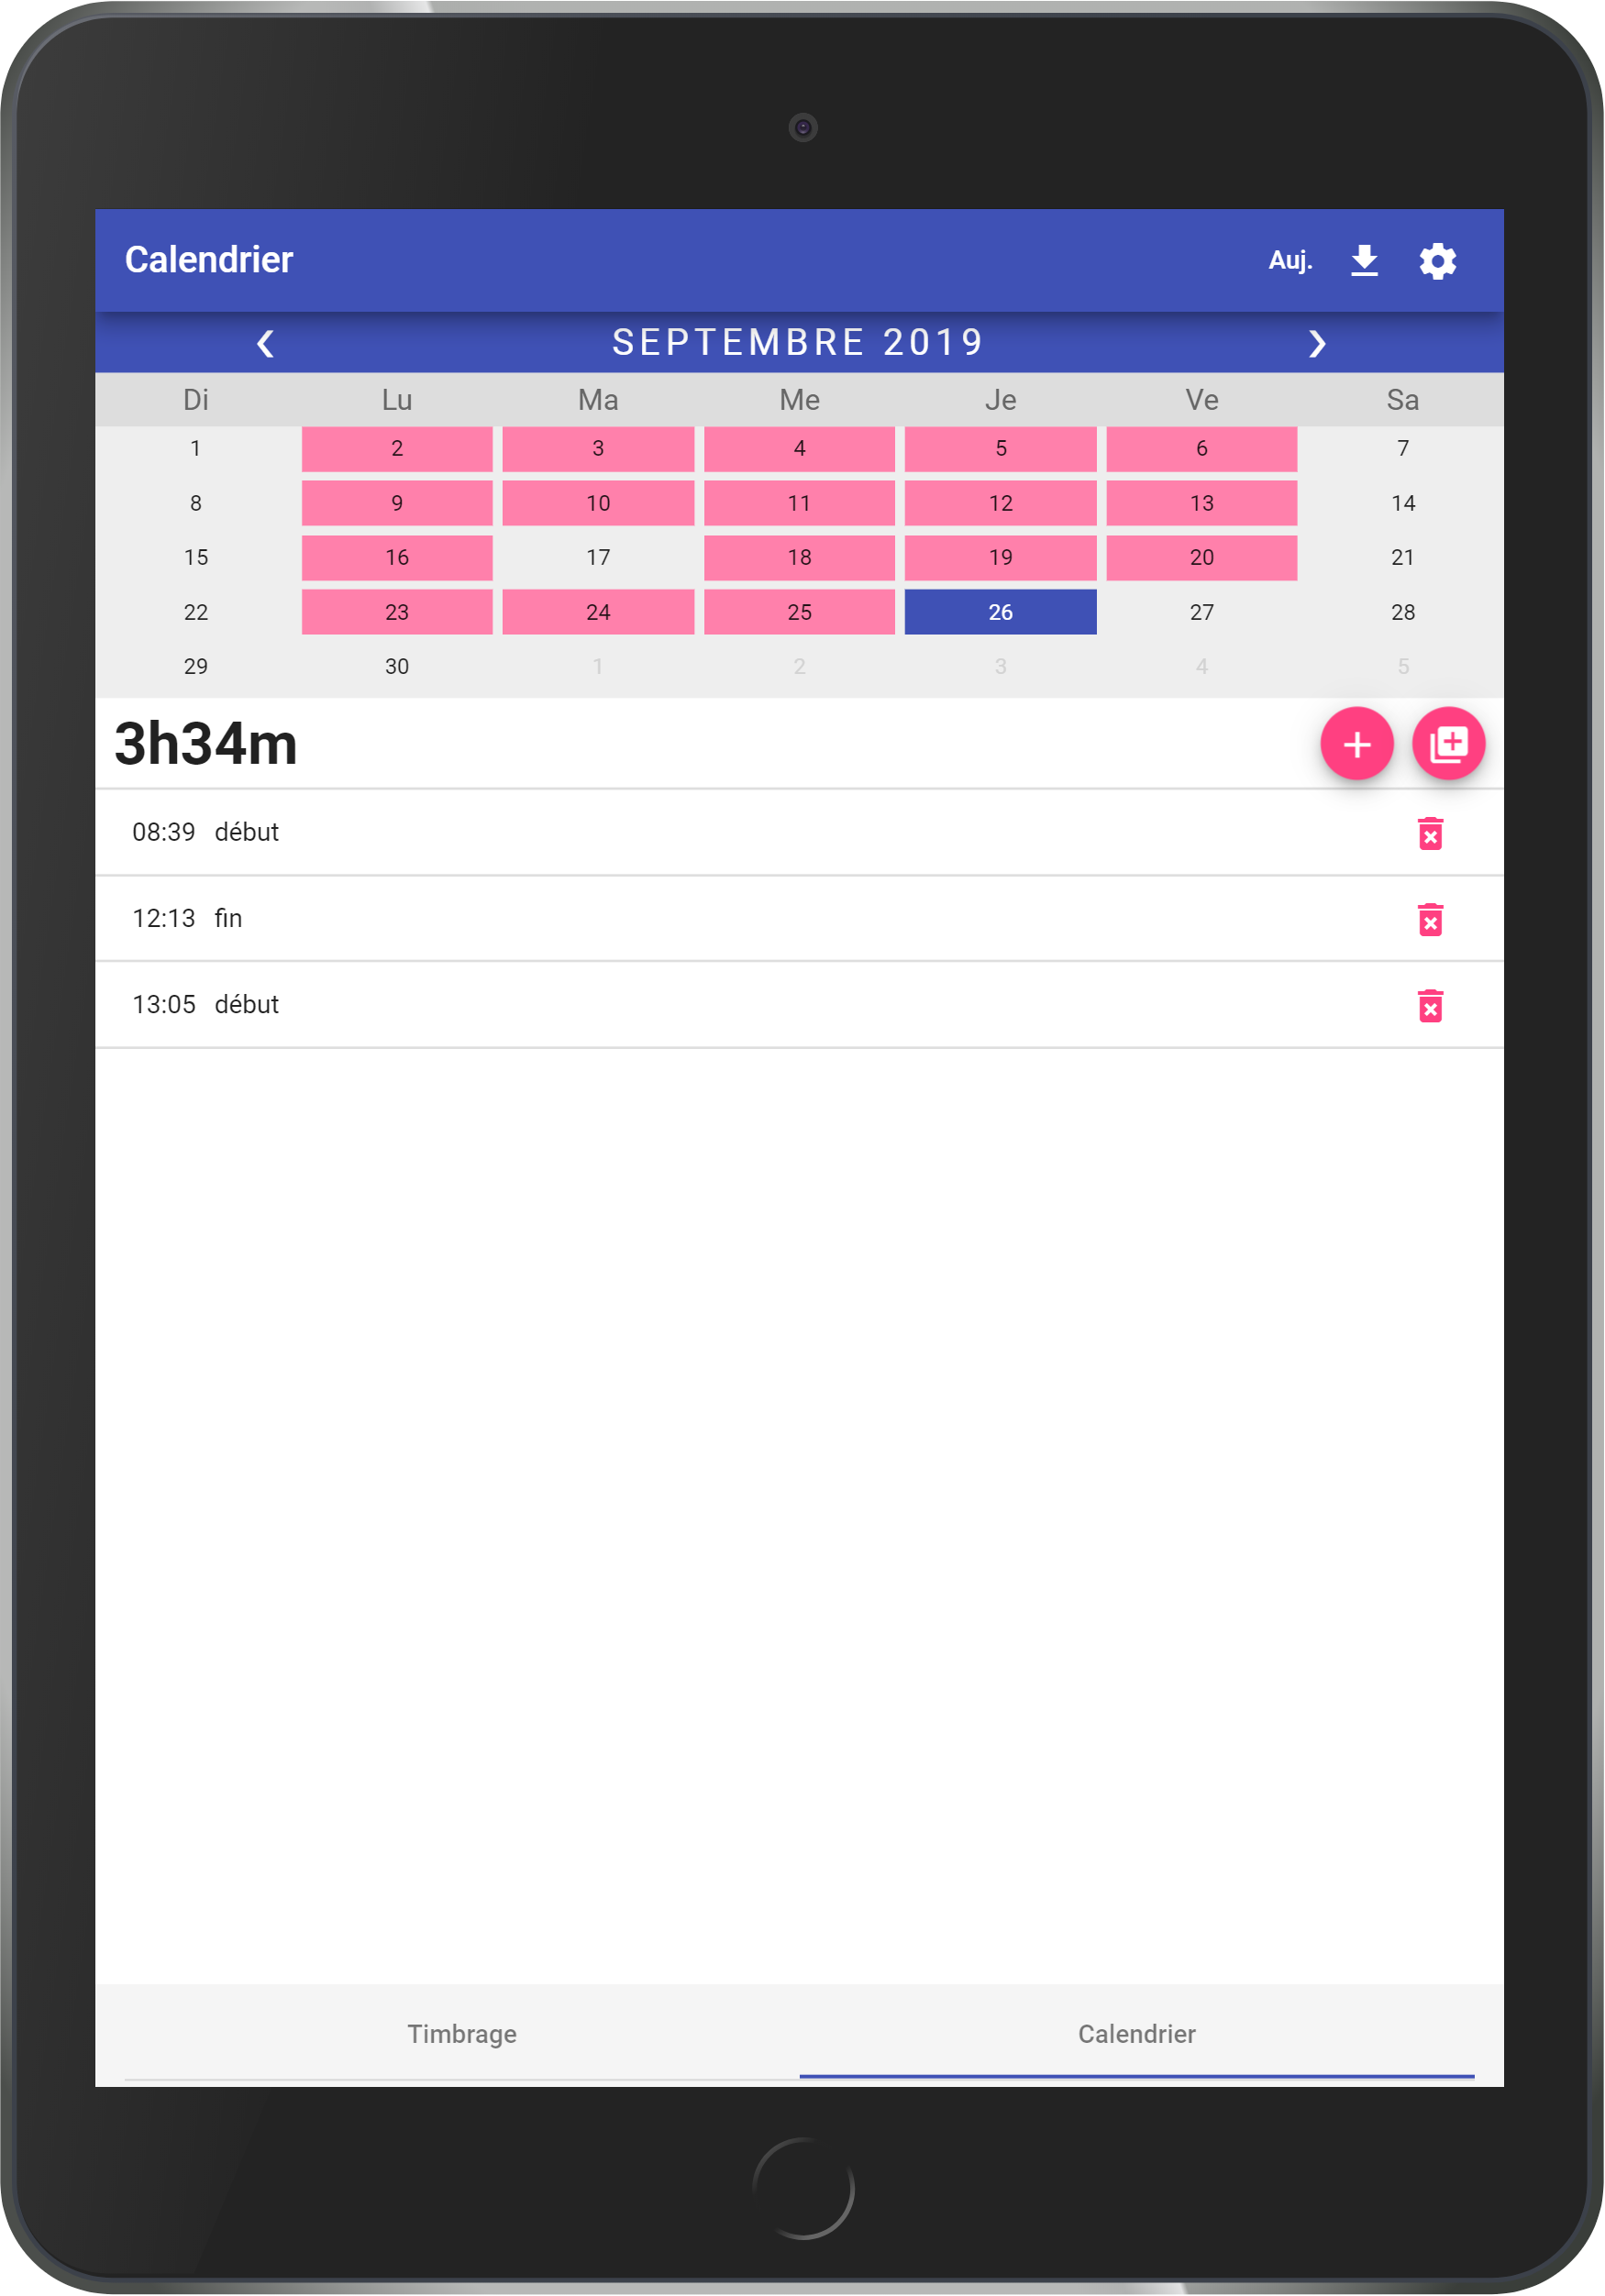 Calendrier Auj.
SEPTEMBRE 2019
Di Lu Ma Me Je Ve Sa
1 2 3 4 5 6 7
8 9 10 11 12 13 14
15 16 17 18 19 20 21
22 23 24 25 26 27 28
29 30 1 2 3 4 5
3h34m
08:39 début
12:13 fin
13:05 début
Timbrage Calendrier